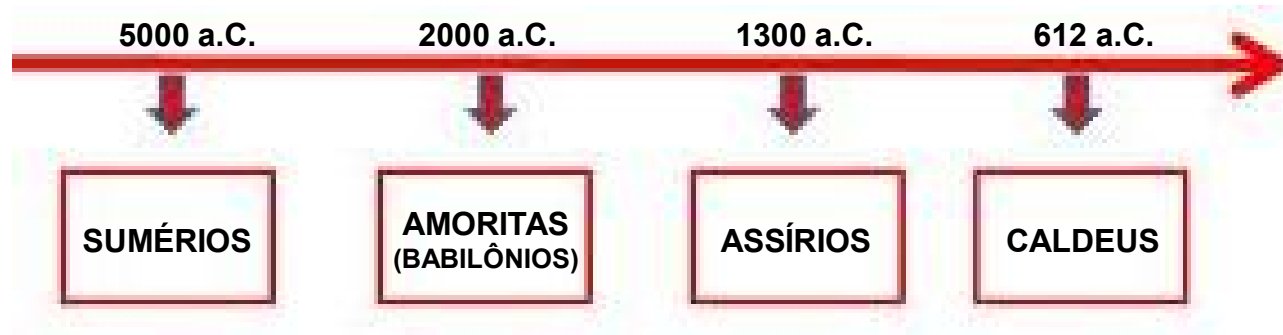 5000 a.C. 2000 a.C. 1300 a.C. 612 a.C.
SUMÉRIOS
AMORITAS
(BABILÔNIOS)
ASSÍRIOS
CALDEUS